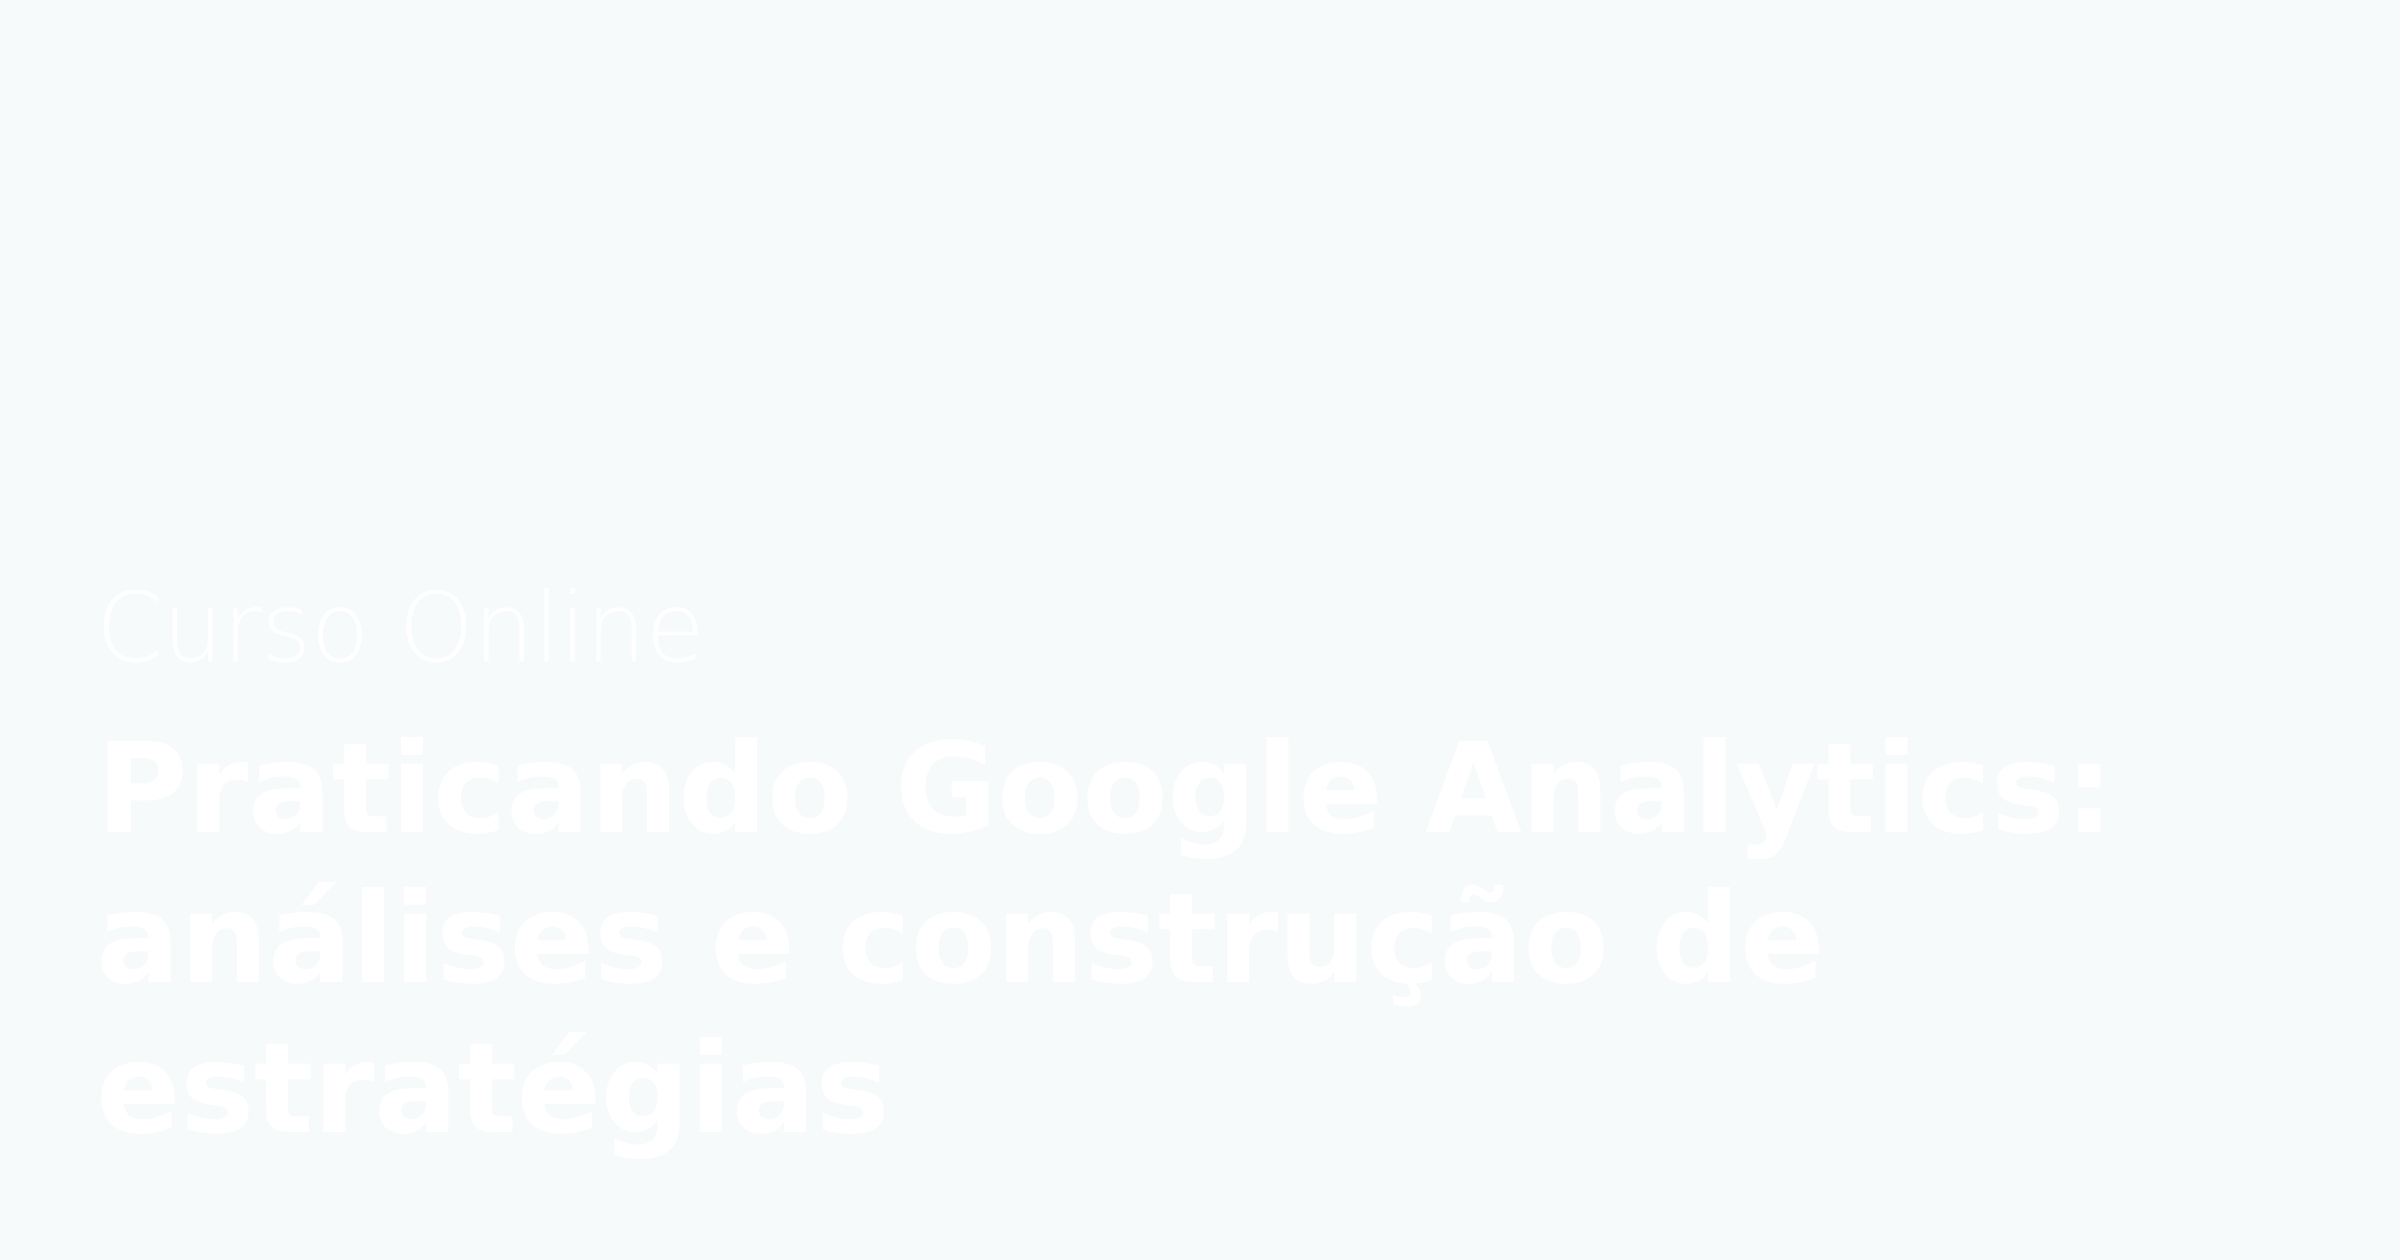 Curso Online
Praticando Google Analytics:
análises e construção de
estratégias